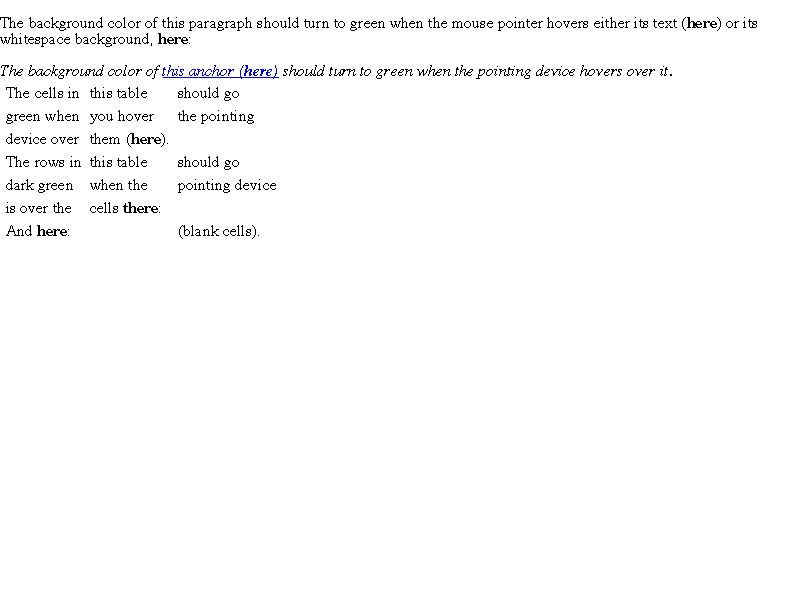 The background color of this paragraph should turn to green when the mouse pointer hovers either its text (here) or its
whitespace background, here:
The background color of this anchor (here) should turn to green when the pointing device hovers over it.
The cells in this table should go
green when you hover the pointing
device over them (here).
The rows in this table should go
dark green when the pointing device
is over the cells there:
And here: (blank cells).